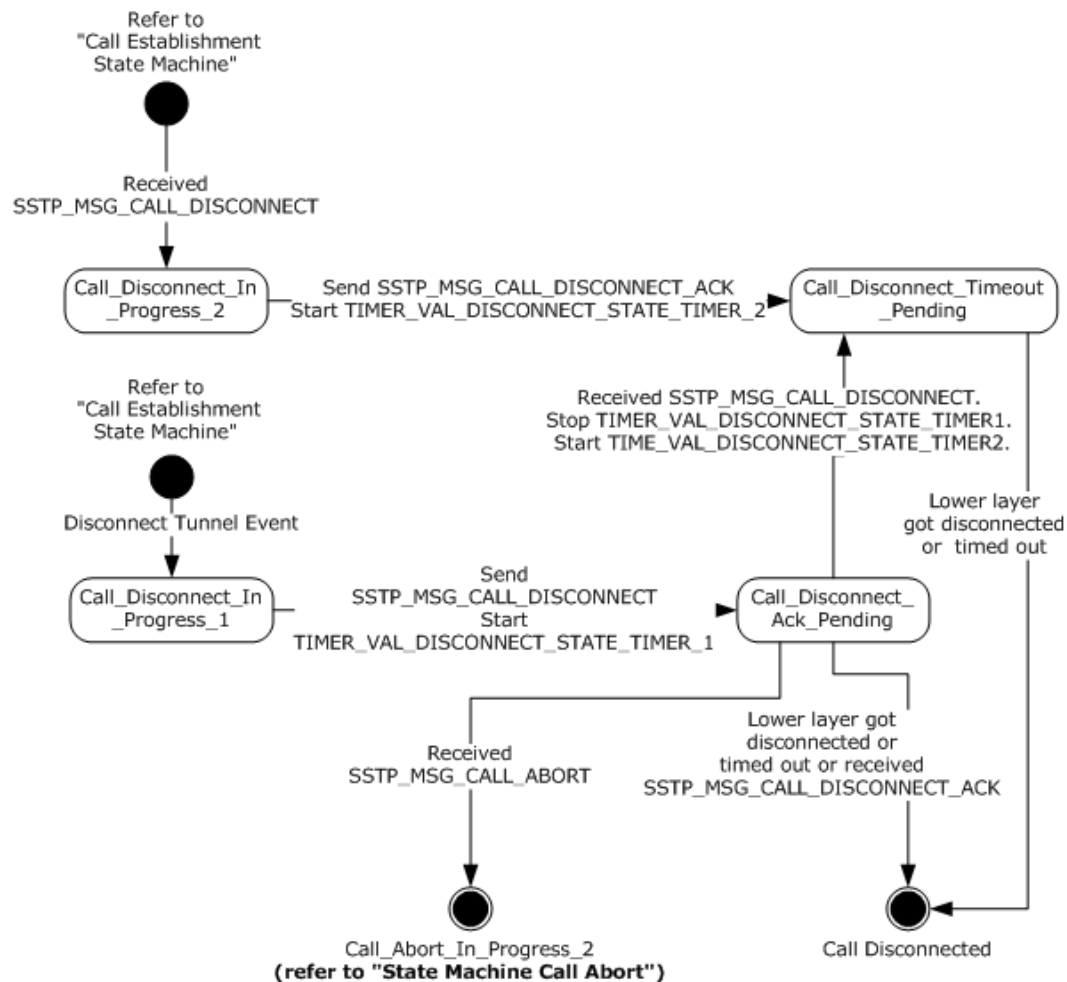 Refer to
"Call Establishment
State Machine"
Received
SSTP_MSG_CALL_DISCONNECT
Call_Disconnect_In
_Progress_2
Send SSTP_MSG_CALL_DISCONNECT_ACK
Start TIMER_VAL_DISCONNECT_STATE_TIMER_2
Call_Disconnect_Timeout
_Pending
Refer to
"Call Establishment
State Machine"
Received SSTP_MSG_CALL_DISCONNECT.
Stop TIMER_VAL_DISCONNECT_STATE_TIMER1.
Start TIME_VAL_DISCONNECT_STATE_TIMER2.
Lower layer
got disconnected
or timed out
Disconnect Tunnel Event
Call_Disconnect_In
_Progress_1
Send
SSTP_MSG_CALL_DISCONNECT
Start
TIMER_VAL_DISCONNECT_STATE_TIMER_1
Call_Disconnect_
Ack_Pending
Received
SSTP_MSG_CALL_ABORT
Lower layer got
disconnected or
timed out or received
SSTP_MSG_CALL_DISCONNECT_ACK
Call_Abort_In_Progress_2
(refer to "State Machine Call Abort")
Call Disconnected